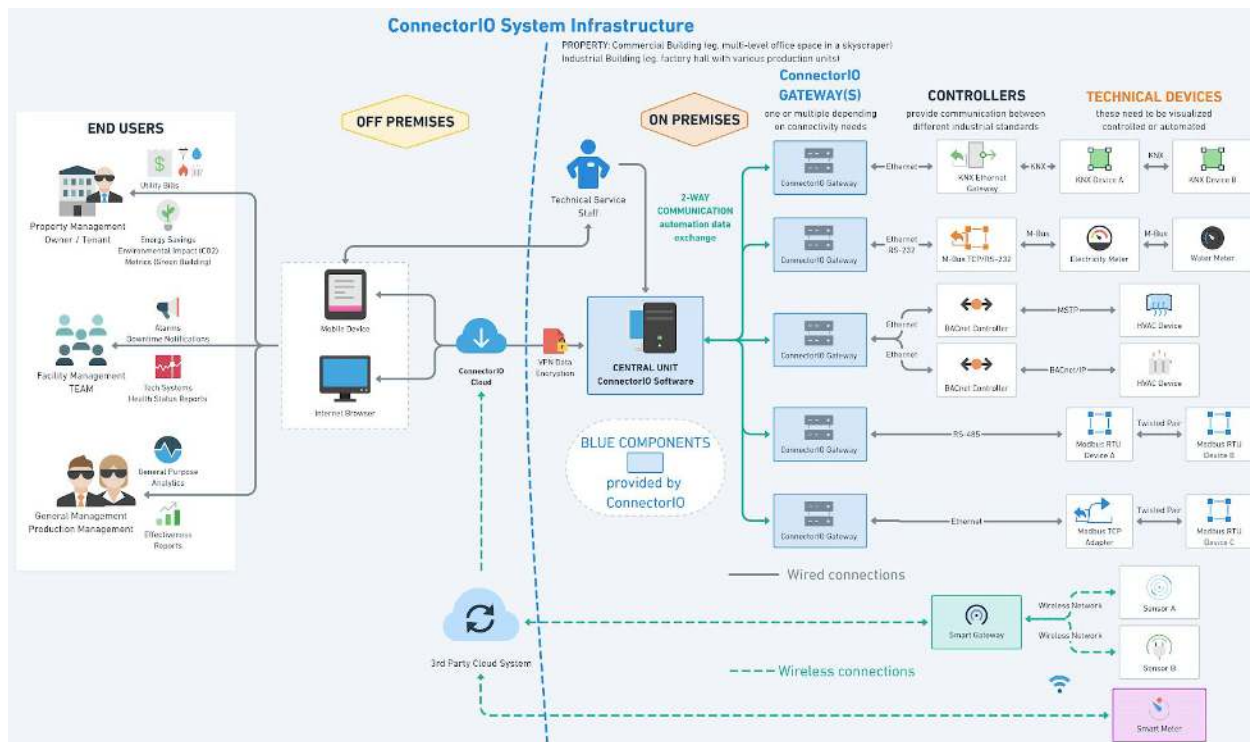 ConnectorIO System Infrastructure
PROPERTY: Commercial Building (eg. multi-level office space in a skyscraper)
Industrial Building (eg. factory hall with various production units)
OFF PREMISES
ON PREMISES
END USERS
Utility Bills
Property Management
Owner / Tenant
Energy Savings
Environmental Impact (CO2)
Metrics (Green Building)
Alarms
Downtime Notifications
Facility Management
TEAM
Tech Systems
Health Status Reports
General Purpose
Analytics
General Management
Production Management
Effectiveness
Reports
Mobile Device
Internet Browser
ConnectorIO
Cloud
VPN Data
Encryption
Technical Service
Staff
CENTRAL UNIT
ConnectorIO Software
BLUE COMPONENTS
provided by
ConnectorIO
2-WAY
COMMUNICATION
automation data
exchange
ConnectorIO
GATEWAY(S)
one or multiple depending
on connectivity needs
CONTROLLERS
provide communication between
different industrial standards
TECHNICAL DEVICES
these need to be visualized
controlled or automated
ConnectorIO Gateway
Ethernet
KNX Ethernet
Gateway
KNX
KNX Device A
KNX
KNX Device B
ConnectorIO Gateway
Ethernet
RS-232
M-Bus TCP/RS-232
M-Bus
Electricity Meter
M-Bus
Water Meter
ConnectorIO Gateway
Ethernet
Ethernet
BACnet Controller
MSTP
HVAC Device
BACnet Controller
BACnet/IP
HVAC Device
ConnectorIO Gateway
RS-485
Modbus RTU
Device A
Twisted Pair
Modbus RTU
Device B
ConnectorIO Gateway
Ethernet
Modbus TCP
Adapter
Twisted Pair
Modbus RTU
Device C
Wired connections
3rd Party Cloud System
Smart Gateway
Wireless Network
Wireless Network
Sensor A
Sensor B
Wireless connections
Smart Meter